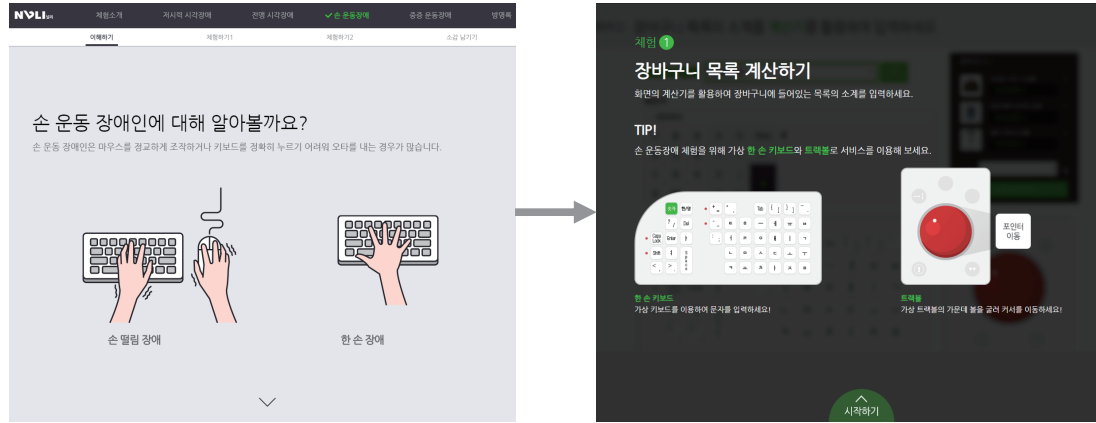 NVLI 널리 체험소개 저시력 시각장애 전맹 시각장애 손 운동장애 중증 운동장애 방명록
이해하기 체험하기1 체험하기2 소감 남기기
손 운동 장애인에 대해 알아볼까요?
손 운동 장애인은 마우스를 정교하게 조작하거나 키보드를 정확히 누르기 어려워 오타를 내는 경우가 많습니다.
손 떨림 장애
한 손 장애
체험 1
장바구니 목록 계산하기
화면의 계산기를 활용하여 장바구니에 들어있는 목록의 소계를 입력하세요.
TIP!
손 운동장애 체험을 위해 가상 한 손 키보드와 트랙볼로 서비스를 이용해 보세요.
한/영 Tab
Del
Caps Lock Enter
Shift
포인터
이동
한 손 키보드
가상 키보드를 이용하여 문자를 입력하세요!
트랙볼
가상 트랙볼의 가운데 볼을 굴려 커서를 이동하세요!
시작하기